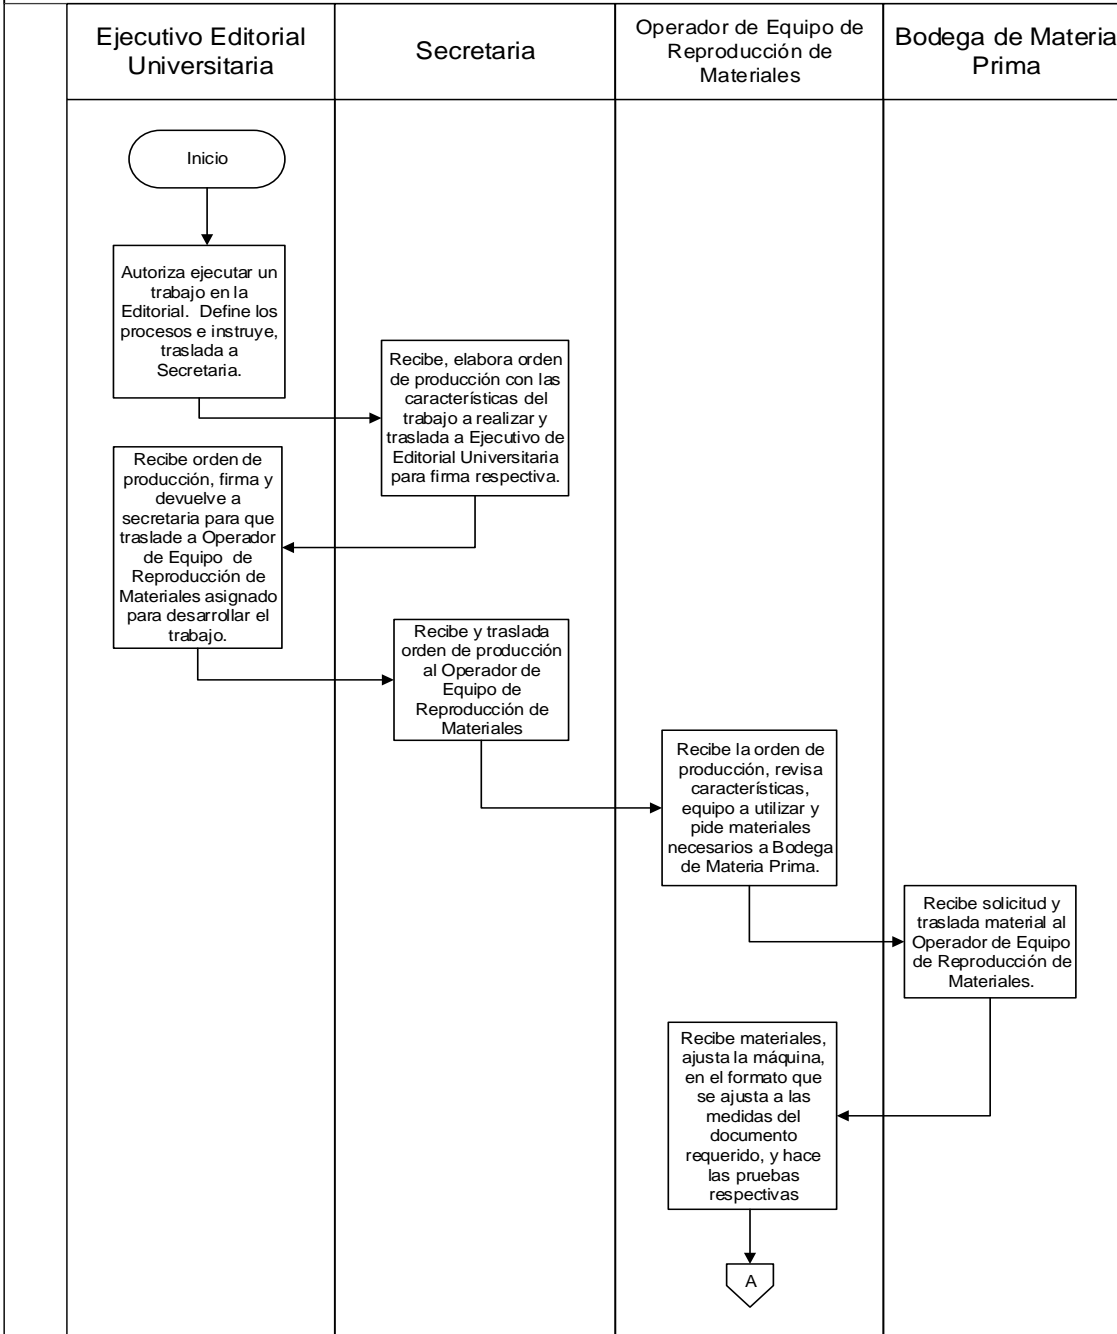 Ejecutivo Editorial
Universitaria
Secretaria
Operador de Equipo de
Reproducción de
Materiales
Bodega de Materia
Prima
Inicio
Autoriza ejecutar un
trabajo en la
Editorial. Define los
procesos e instruye,
traslada a
Secretaria.
Recibe, elabora orden
de producción con las
características del
trabajo a realizar y
traslada a Ejecutivo de
Editorial Universitaria
para firma respectiva.
Recibe orden de
producción, firma y
devuelve a
secretaria para que
traslade a Operador
de Equipo de
Reproducción de
Materiales asignado
para desarrollar el
trabajo.
Recibe y traslada
orden de producción
al Operador de
Equipo de
Reproducción de
Materiales
Recibe la orden de
producción, revisa
características,
equipo a utilizar y
pide materiales
necesarios a Bodega
de Materia Prima.
Recibe solicitud y
traslada material al
Operador de Equipo
de Reproducción de
Materiales.
Recibe materiales,
ajusta la máquina,
en el formato que
se ajusta a las
medidas del
documento
requerido, y hace
las pruebas
respectivas
A